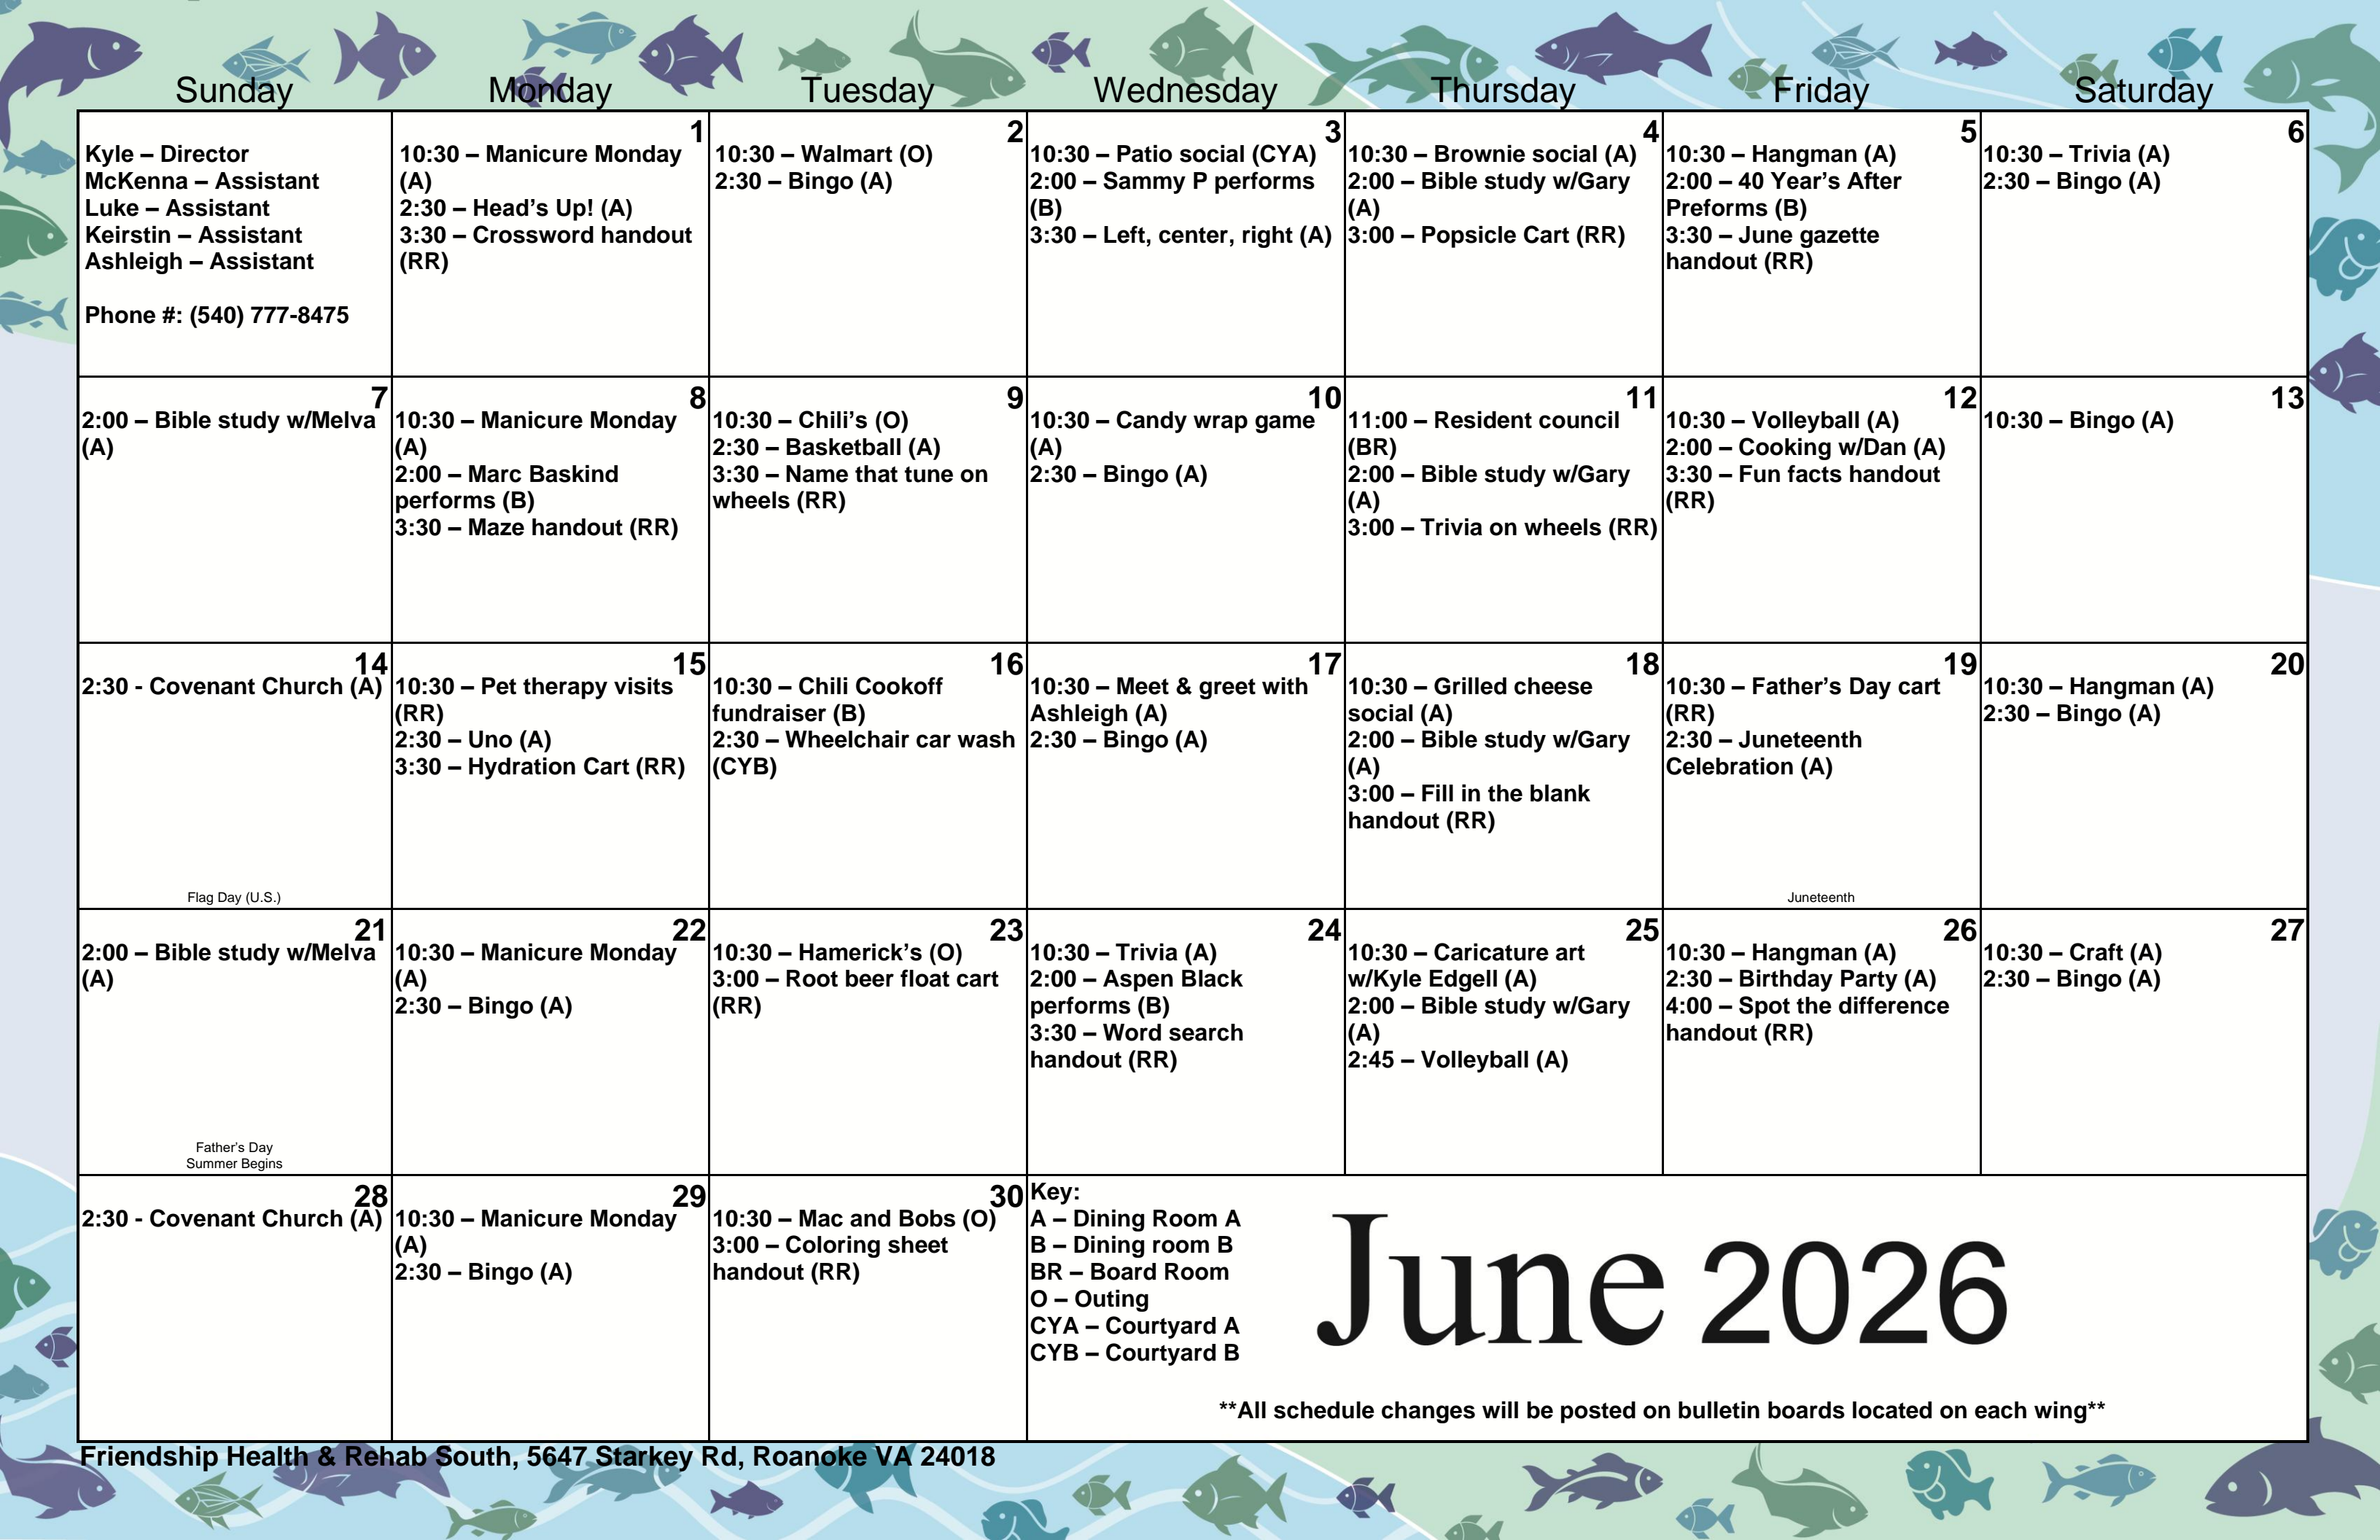 Sunday Monday Tuesday Wednesday Thursday Friday Saturday
Kyle – Director
McKenna – Assistant
Luke – Assistant
Keirstin – Assistant
Ashleigh – Assistant
Phone #: (540) 777-8475
1
10:30 – Manicure Monday
(A)
2:30 – Head’s Up! (A)
3:30 – Crossword handout
(RR)
2
10:30 – Walmart (O)
2:30 – Bingo (A)
3
10:30 – Patio social (CYA)
2:00 – Sammy P performs
(B)
3:30 – Left, center, right (A)
4
10:30 – Brownie social (A)
2:00 – Bible study w/Gary
(A)
3:00 – Popsicle Cart (RR)
5
10:30 – Hangman (A)
2:00 – 40 Year’s After
Preforms (B)
3:30 – June gazette
handout (RR)
6
10:30 – Trivia (A)
2:30 – Bingo (A)
7
2:00 – Bible study w/Melva
(A)
8
10:30 – Manicure Monday
(A)
2:00 – Marc Baskind
performs (B)
3:30 – Maze handout (RR)
9
10:30 – Chili’s (O)
2:30 – Basketball (A)
3:30 – Name that tune on
wheels (RR)
10
10:30 – Candy wrap game
(A)
2:30 – Bingo (A)
11
11:00 – Resident council
(BR)
2:00 – Bible study w/Gary
(A)
3:00 – Trivia on wheels (RR)
12
10:30 – Volleyball (A)
2:00 – Cooking w/Dan (A)
3:30 – Fun facts handout
(RR)
13
10:30 – Bingo (A)
14
2:30 - Covenant Church (A)
Flag Day (U.S.)
15
10:30 – Pet therapy visits
(RR)
2:30 – Uno (A)
3:30 – Hydration Cart (RR)
16
10:30 – Chili Cookoff
fundraiser (B)
2:30 – Wheelchair car wash
(CYB)
17
10:30 – Meet & greet with
Ashleigh (A)
2:30 – Bingo (A)
18
10:30 – Grilled cheese
social (A)
2:00 – Bible study w/Gary
(A)
3:00 – Fill in the blank
handout (RR)
19
10:30 – Father’s Day cart
(RR)
2:30 – Juneteenth
Celebration (A)
Juneteenth
20
10:30 – Hangman (A)
2:30 – Bingo (A)
21
2:00 – Bible study w/Melva
(A)
Father’s Day
Summer Begins
22
10:30 – Manicure Monday
(A)
2:30 – Bingo (A)
23
10:30 – Hamerick’s (O)
3:00 – Root beer float cart
(RR)
24
10:30 – Trivia (A)
2:00 – Aspen Black
performs (B)
3:30 – Word search
handout (RR)
25
10:30 – Caricature art
w/Kyle Edgell (A)
2:00 – Bible study w/Gary
(A)
2:45 – Volleyball (A)
26
10:30 – Hangman (A)
2:30 – Birthday Party (A)
4:00 – Spot the difference
handout (RR)
27
10:30 – Craft (A)
2:30 – Bingo (A)
28
2:30 - Covenant Church (A)
29
10:30 – Manicure Monday
(A)
2:30 – Bingo (A)
30
10:30 – Mac and Bobs (O)
3:00 – Coloring sheet
handout (RR)
Key:
A – Dining Room A
B – Dining room B
BR – Board Room
O – Outing
CYA – Courtyard A
CYB – Courtyard B
June 2026
**All schedule changes will be posted on bulletin boards located on each wing**
Friendship Health & Rehab South, 5647 Starkey Rd, Roanoke VA 24018